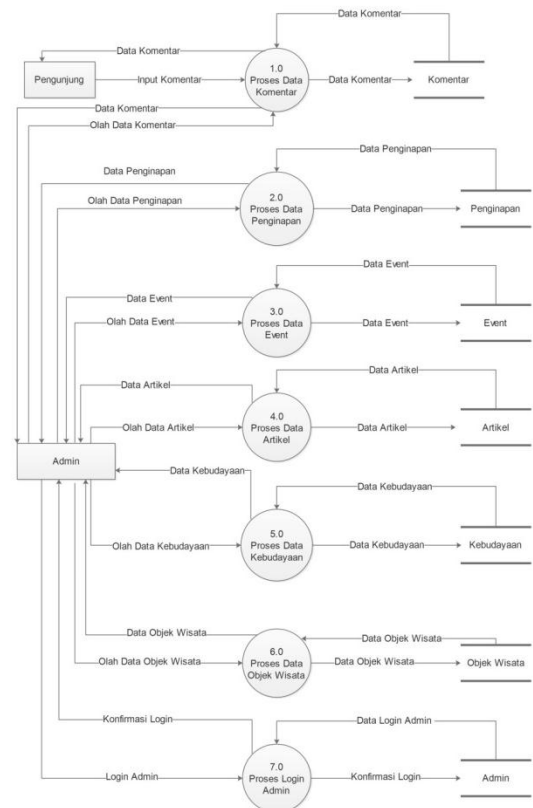 Data Komentar
Data Komentar
Pengunjung
Input Komentar
1.0
Proses Data
Komentar
Data Komentar
Komentar
Data Komentar
Olah Data Komentar
Data Penginapan
Data Penginapan
Olah Data Penginapan
2.0
Proses Data
Penginapan
Data Penginapan
Penginapan
Data Event
Data Event
Olah Data Event
3.0
Proses Data
Event
Data Event
Event
Data Artikel
Data Artikel
Olah Data Artikel
4.0
Proses Data
Artikel
Data Artikel
Artikel
Admin
Data Kebudayaan
Data Kebudayaan
Olah Data Kebudayaan
5.0
Proses Data
Kebudayaan
Data Kebudayaan
Kebudayaan
Data Objek Wisata
Data Objek Wisata
Olah Data Objek Wisata
6.0
Proses Data
Objek Wisata
Data Objek Wisata
Objek Wisata
Konfirmasi Login
Data Login Admin
Login Admin
7.0
Proses Login
Admin
Konfirmasi Login
Admin